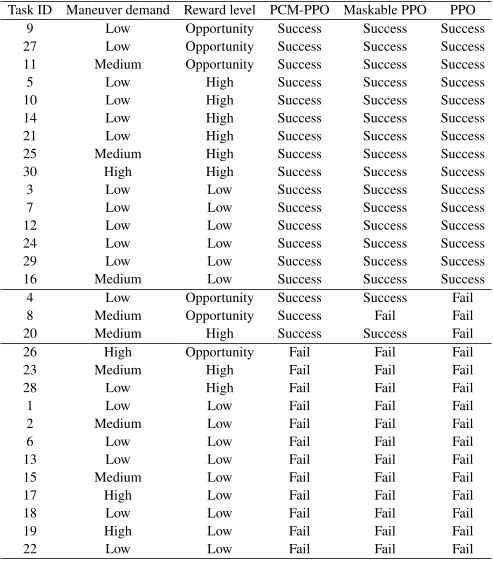 Task ID Maneuver demand Reward level PCM-PPO Maskable PPO PPO
9 Low Opportunity Success Success Success
27 Low Opportunity Success Success Success
11 Medium Opportunity Success Success Success
5 Low High Success Success Success
10 Low High Success Success Success
14 Low High Success Success Success
21 Low High Success Success Success
25 Medium High Success Success Success
30 High High Success Success Success
3 Low Low Success Success Success
7 Low Low Success Success Success
12 Low Low Success Success Success
24 Low Low Success Success Success
29 Low Low Success Success Success
16 Medium Low Success Success Success
4 Low Opportunity Success Success Fail
8 Medium Opportunity Success Fail Fail
20 Medium High Success Success Fail
26 High Opportunity Fail Fail Fail
23 Medium High Fail Fail Fail
28 Low High Fail Fail Fail
1 Low Low Fail Fail Fail
2 Medium Low Fail Fail Fail
6 Low Low Fail Fail Fail
13 Low Low Fail Fail Fail
15 Medium Low Fail Fail Fail
17 High Low Fail Fail Fail
18 Low Low Fail Fail Fail
19 High Low Fail Fail Fail
22 Low Low Fail Fail Fail